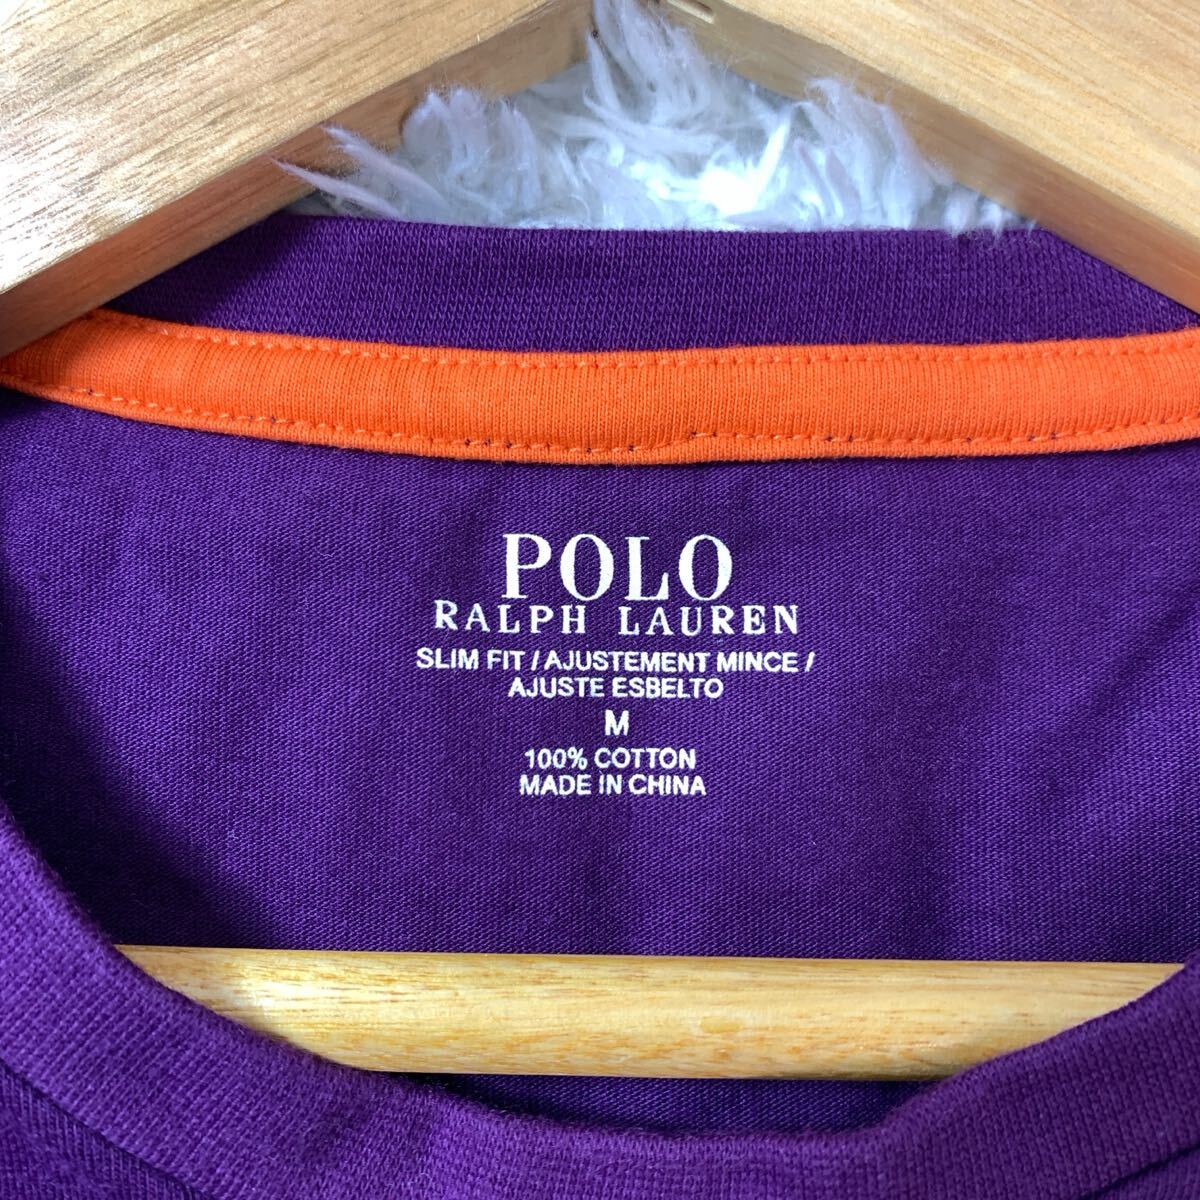 POLO
RALPH LAUREN
SLIM FIT / AJUSTEMENT MINCE /
AJUSTE ESBELTO
M
100% COTTON
MADE IN CHINA